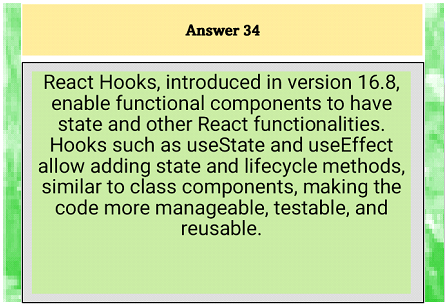 Answer 34
React Hooks, introduced in version 16.8,
enable functional components to have
state and other React functionalities.
Hooks such as useState and useEffect
allow adding state and lifecycle methods,
similar to class components, making the
code more manageable, testable, and
reusable.